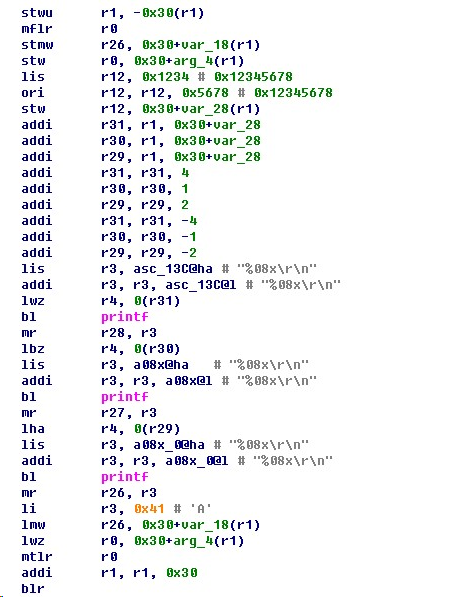 stwu r1, -0x30(r1)
mflr r0
stmw r26, 0x30+var_18(r1)
stw r0, 0x30+arg_4(r1)
lis r12, 0x1234 # 0x12345678
ori r12, r12, 0x5678 # 0x12345678
stw r12, 0x30+var_28(r1)
addi r31, r1, 0x30+var_28
addi r30, r1, 0x30+var_28
addi r29, r1, 0x30+var_28
addi r31, r31, 4
addi r30, r30, 1
addi r29, r29, 2
addi r31, r31, -4
addi r30, r30, -1
addi r29, r29, -2
lis r3, asc_13C@ha # "%08x\r\n"
addi r3, r3, asc_13C@l # "%08x\r\n"
lwz r4, 0(r31)
bl printf
mr r28, r3
lbz r4, 0(r30)
lis r3, a08x@ha # "%08x\r\n"
addi r3, r3, a08x@l # "%08x\r\n"
bl printf
mr r27, r3
lha r4, 0(r29)
lis r3, a08x_0@ha # "%08x\r\n"
addi r3, r3, a08x_0@l # "%08x\r\n"
bl printf
mr r26, r3
li r3, 0x41 # 'A'
lmw r26, 0x30+var_18(r1)
lwz r0, 0x30+arg_4(r1)
mtlr r0
addi r1, r1, 0x30
blr